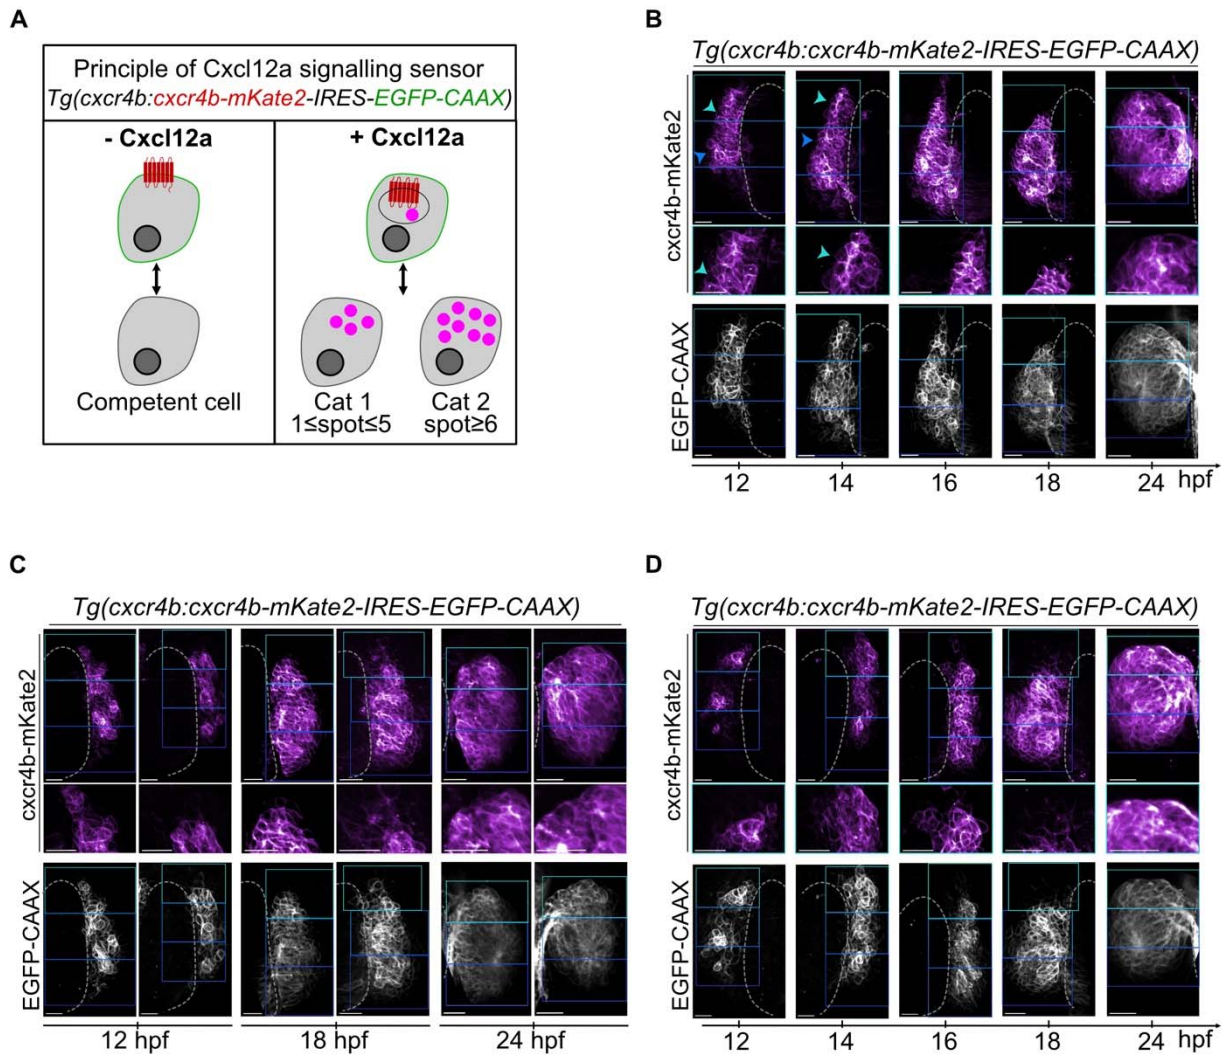 A
Principle of Cxcl12a signalling sensor
Tg(cxcr4b:cxcr4b-mKate2-IRES-EGFP-CAAX)
- Cxcl12a
+ Cxcl12a
Competent cell
Cat 1
1≤spot≤5
Cat 2
spot≥6
B
Tg(cxcr4b:cxcr4b-mKate2-IRES-EGFP-CAAX)
cxcr4b-mKate2
EGFP-CAAX
12 14 16 18 24 hpf
C
Tg(cxcr4b:cxcr4b-mKate2-IRES-EGFP-CAAX)
cxcr4b-mKate2
EGFP-CAAX
12 hpf 18 hpf 24 hpf
D
Tg(cxcr4b:cxcr4b-mKate2-IRES-EGFP-CAAX)
cxcr4b-mKate2
EGFP-CAAX
12 14 16 18 24 hpf